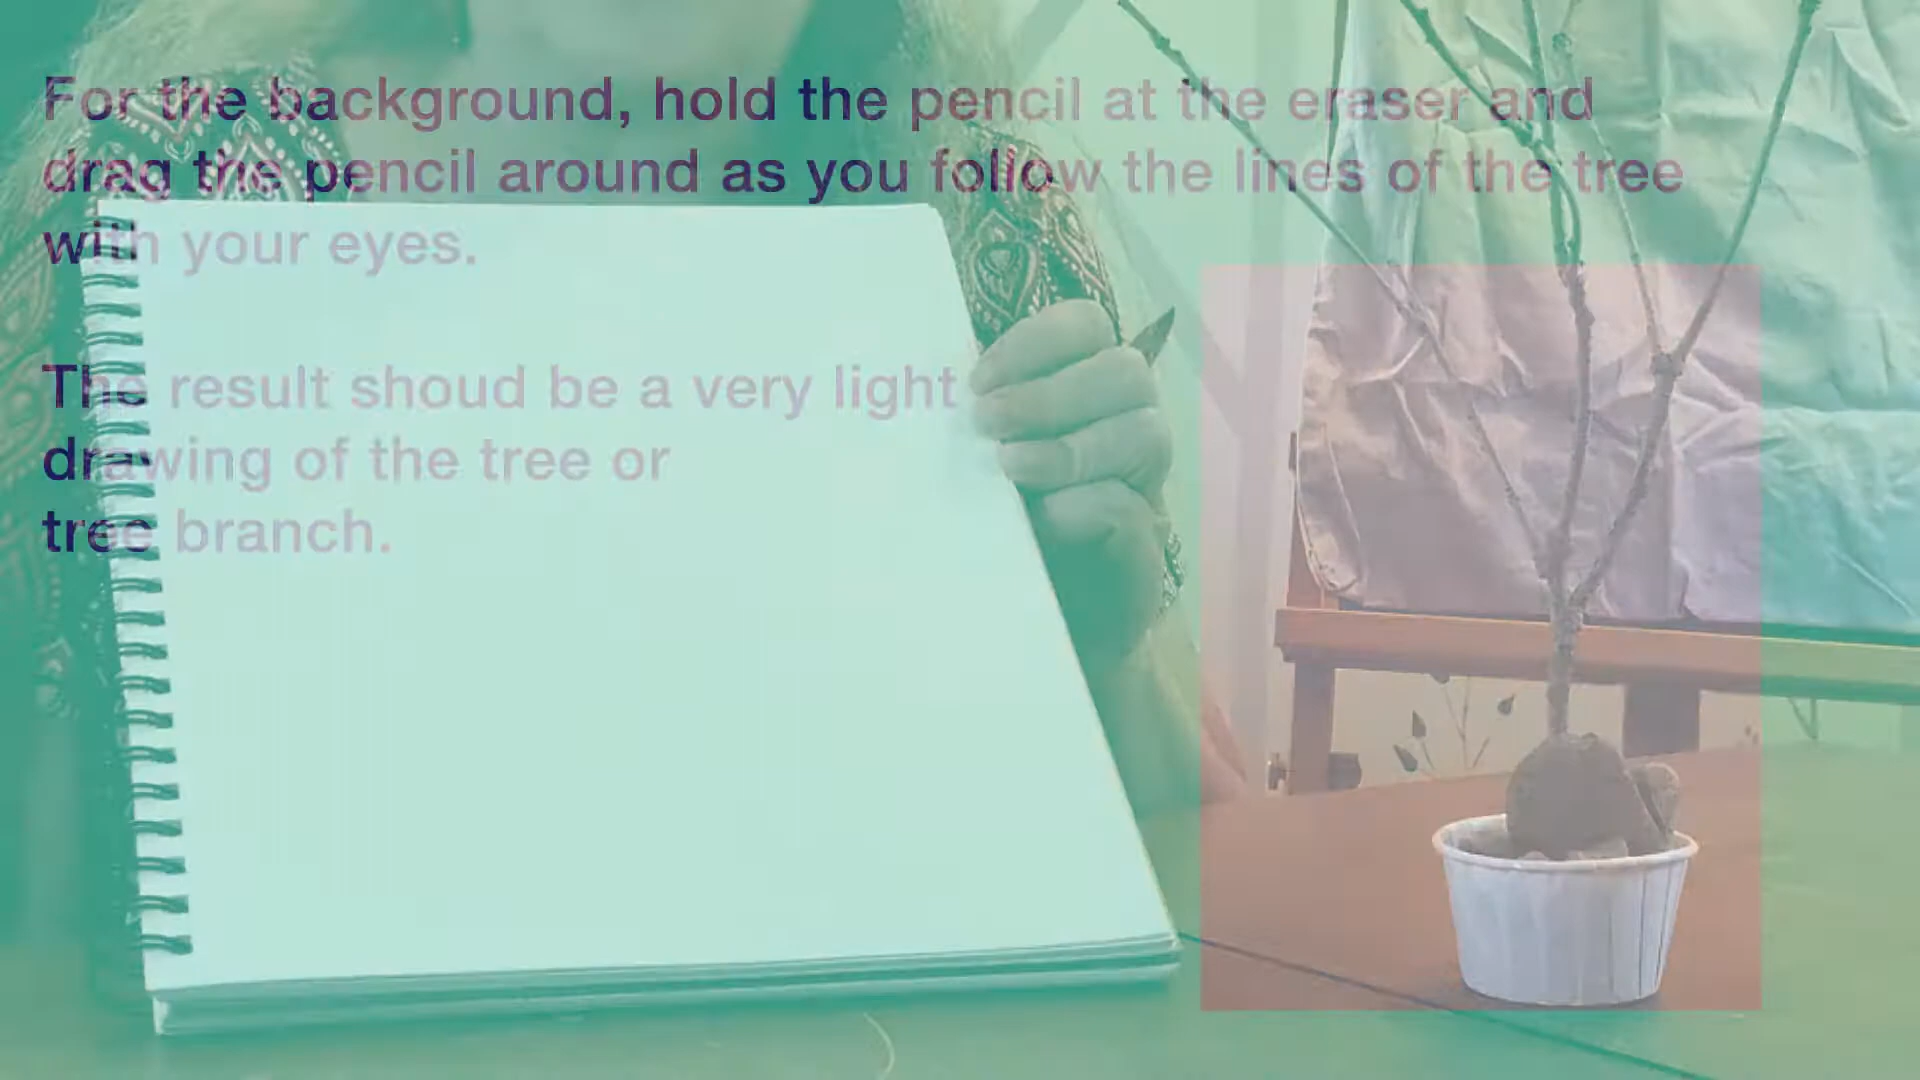 For the background, hold the pencil at the eraser and
drag the pencil around as you follow the lines of the tree
with your eyes.
The result shoud be a very light
drawing of the tree or
tree branch.